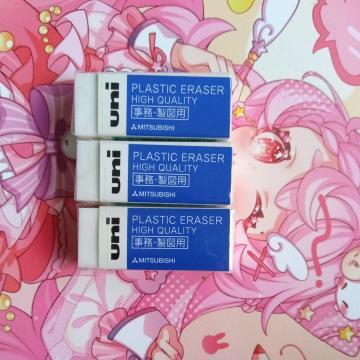 uni
PLASTIC ERASER
HIGH QUALITY
事務・製図用
MITSUBISHI
uni
PLASTIC ERASER
HIGH QUALITY
事務・製図用
MITSUBISHI
uni
PLASTIC ERASER
HIGH QUALITY
事務・製図用
MITSUBISHI